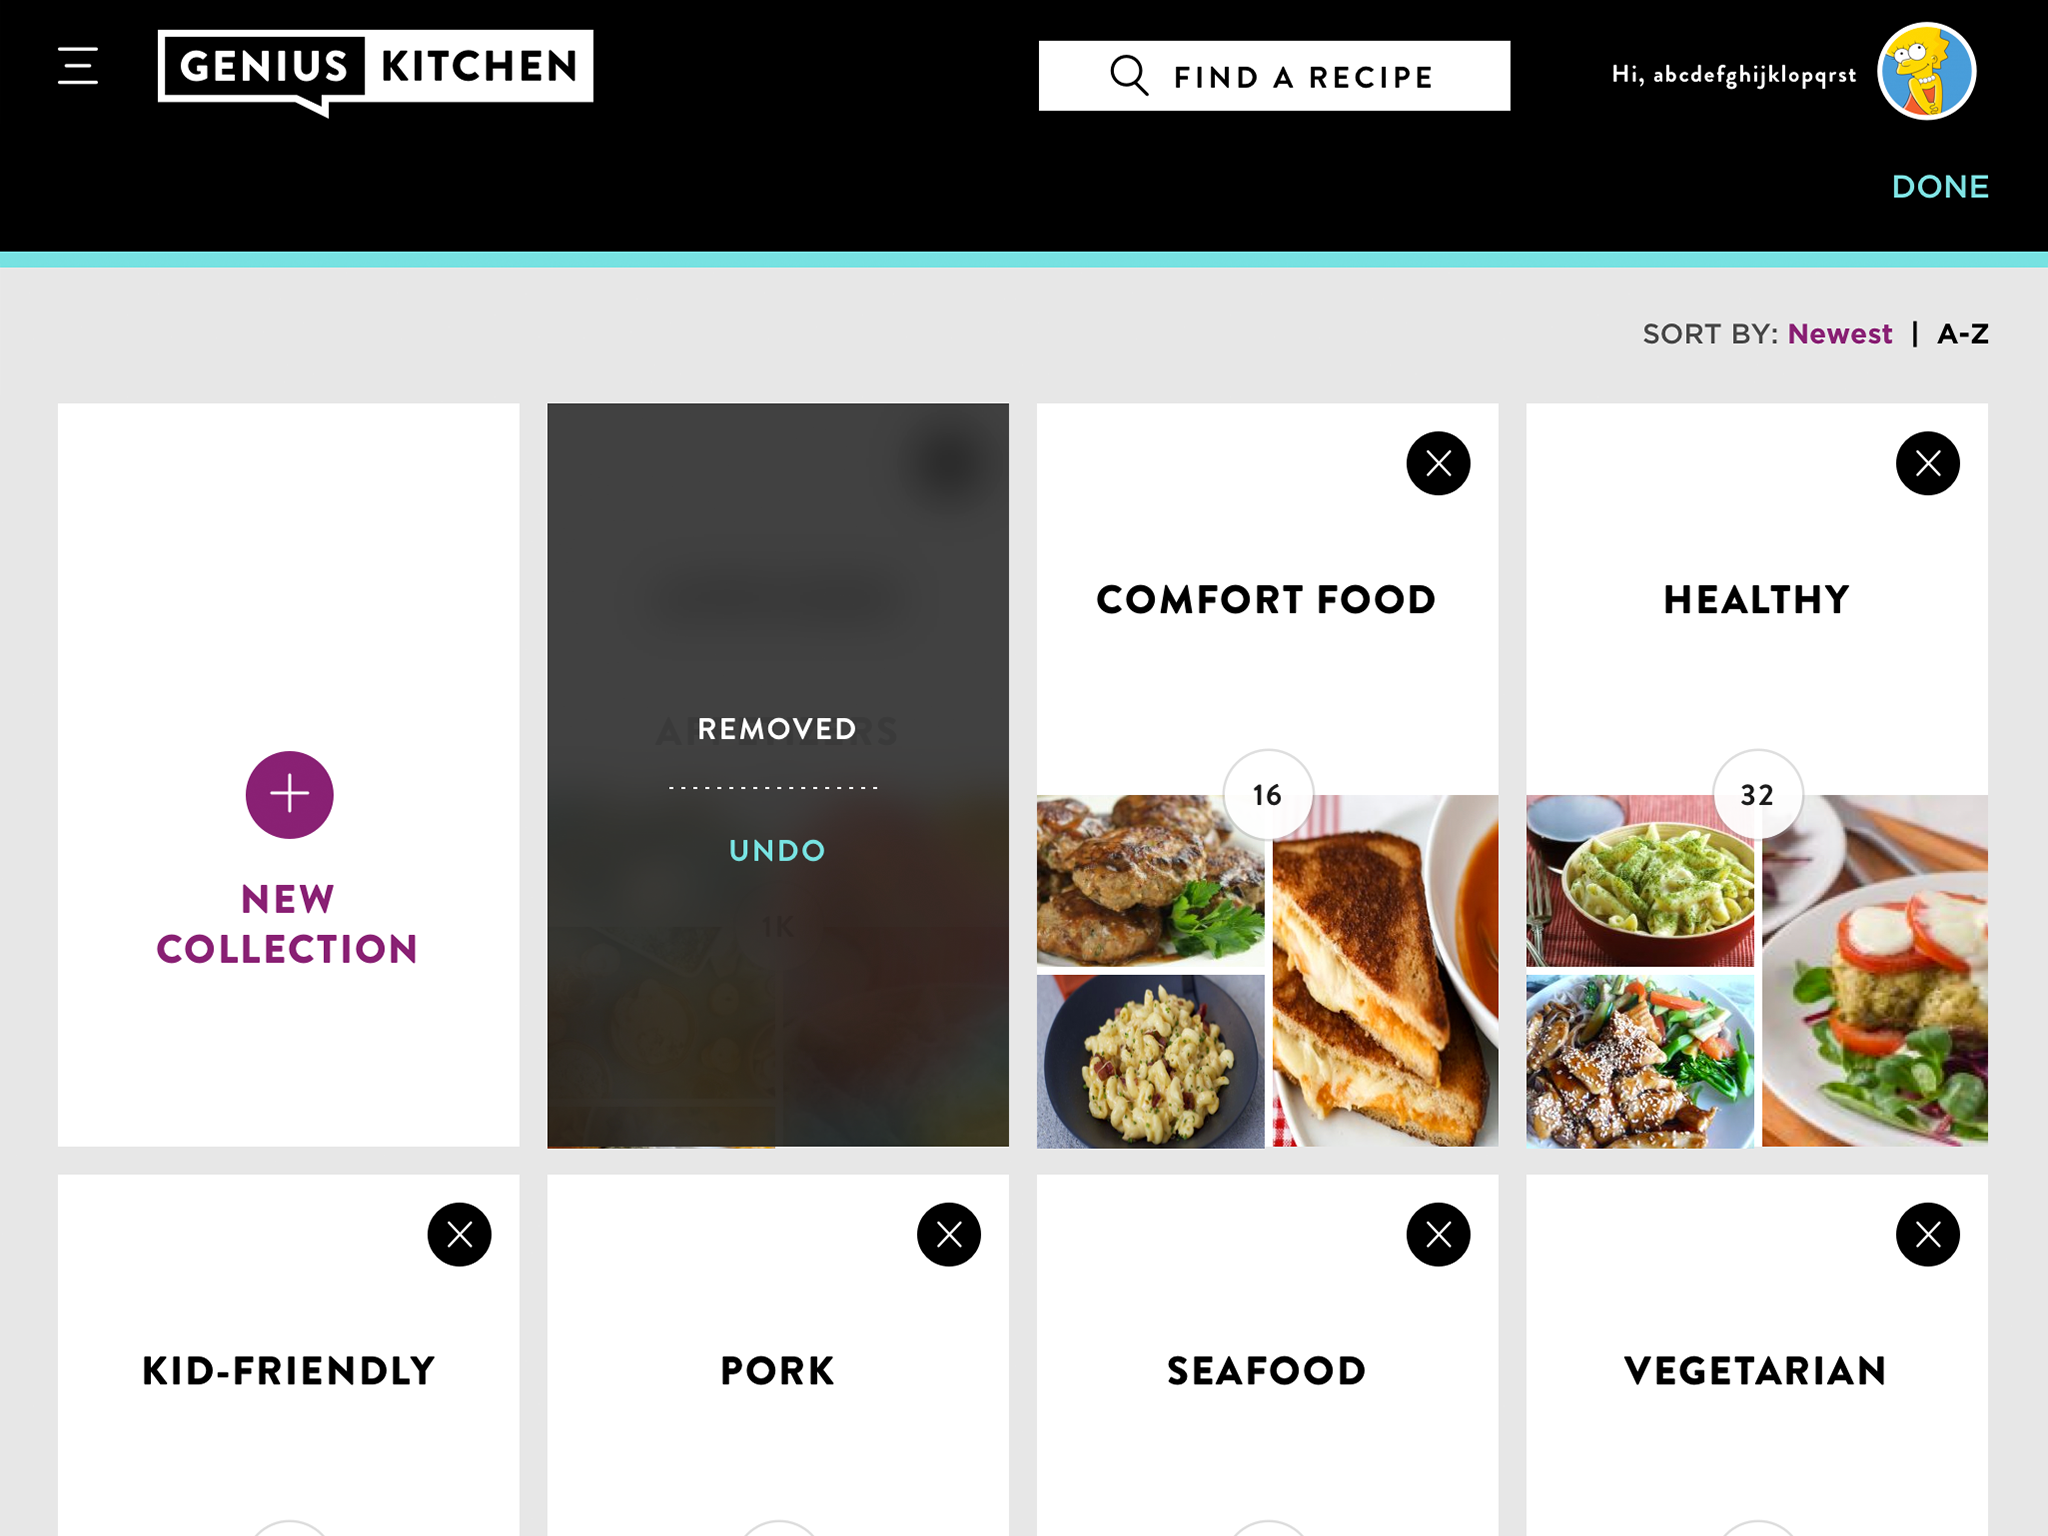 GENIUS KITCHEN
FIND A RECIPE
Hi, abcdefghijklopqrst
DONE
SORT BY: Newest | A-Z
NEW
COLLECTION
REMOVED
UNDO
1K
COMFORT FOOD
16
HEALTHY
32
KID-FRIENDLY
PORK
SEAFOOD
VEGETARIAN